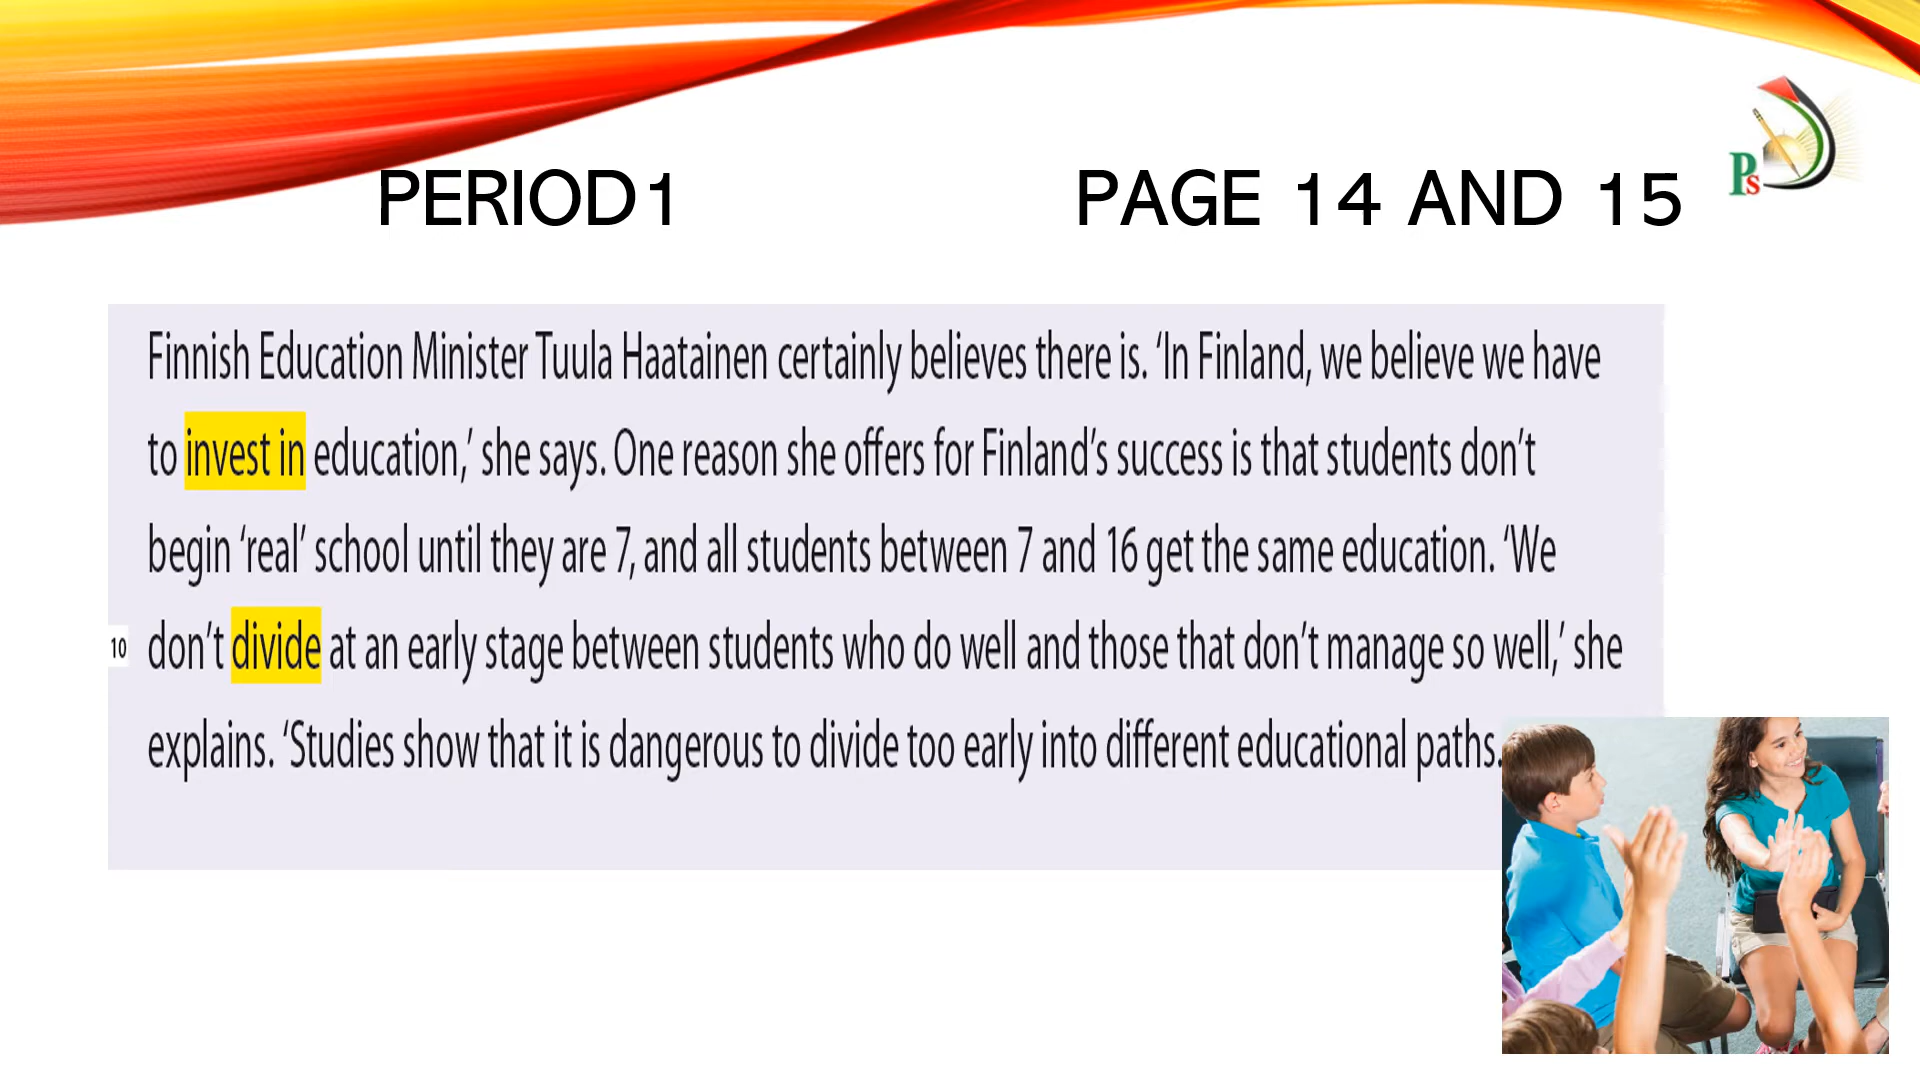 PERIOD1 PAGE 14 AND 15
Ps
Finnish Education Minister Tuula Haatainen certainly believes there is. ‘In Finland, we believe we have
to invest in education,’ she says. One reason she offers for Finland’s success is that students don’t
begin ‘real’ school until they are 7, and all students between 7 and 16 get the same education. ‘We
10 don’t divide at an early stage between students who do well and those that don’t manage so well,’ she
explains. ‘Studies show that it is dangerous to divide too early into different educational paths.